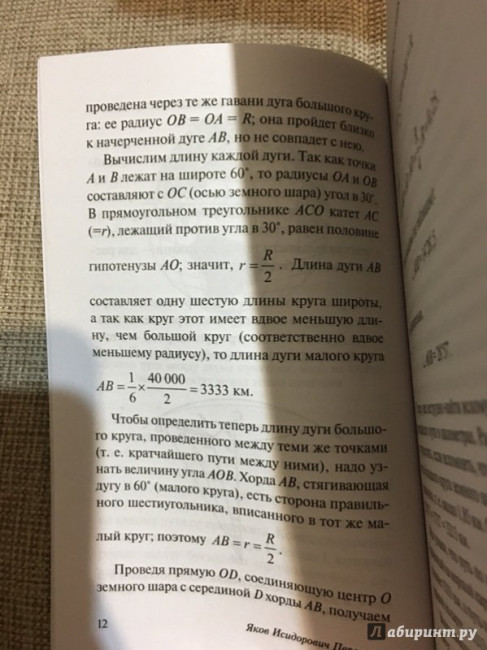 проведена через те же гавани дуга большого кру-
га: ее радиус OB = OA = R; она пройдет близко
к начерченной дуге AB, но не совпадет с нею.
Вычислим длину каждой дуги. Так как точки
A и B лежат на широте 60°, то радиусы OA и OB
составляют с OC (осью земного шара) угол в 30°.
В прямоугольном треугольнике ACO катет AC
(=r), лежащий против угла в 30°, равен половине
гипотенузы AO; значит, r = R/2. Длина дуги AB
составляет одну шестую длины круга широты,
а так как круг этот имеет вдвое меньшую дли-
ну, чем большой круг (соответственно вдвое
меньшему радиусу), то длина дуги малого круга
AB = 1/6 × 40 000/2 = 3333 км.
Чтобы определить теперь длину дуги большо-
го круга, проведенного между теми же точками
(т. е. кратчайшего пути между ними), надо уз-
нать величину угла AOB. Хорда AB, стягивающая
дугу в 60° (малого круга), есть сторона правиль-
ного шестиугольника, вписанного в тот же ма-
лый круг; поэтому AB = r = R/2.
Проведя прямую OD, соединяющую центр O
земного шара с серединой D хорды AB, получаем
12
Яков Исидорович
Лабиринт.ру